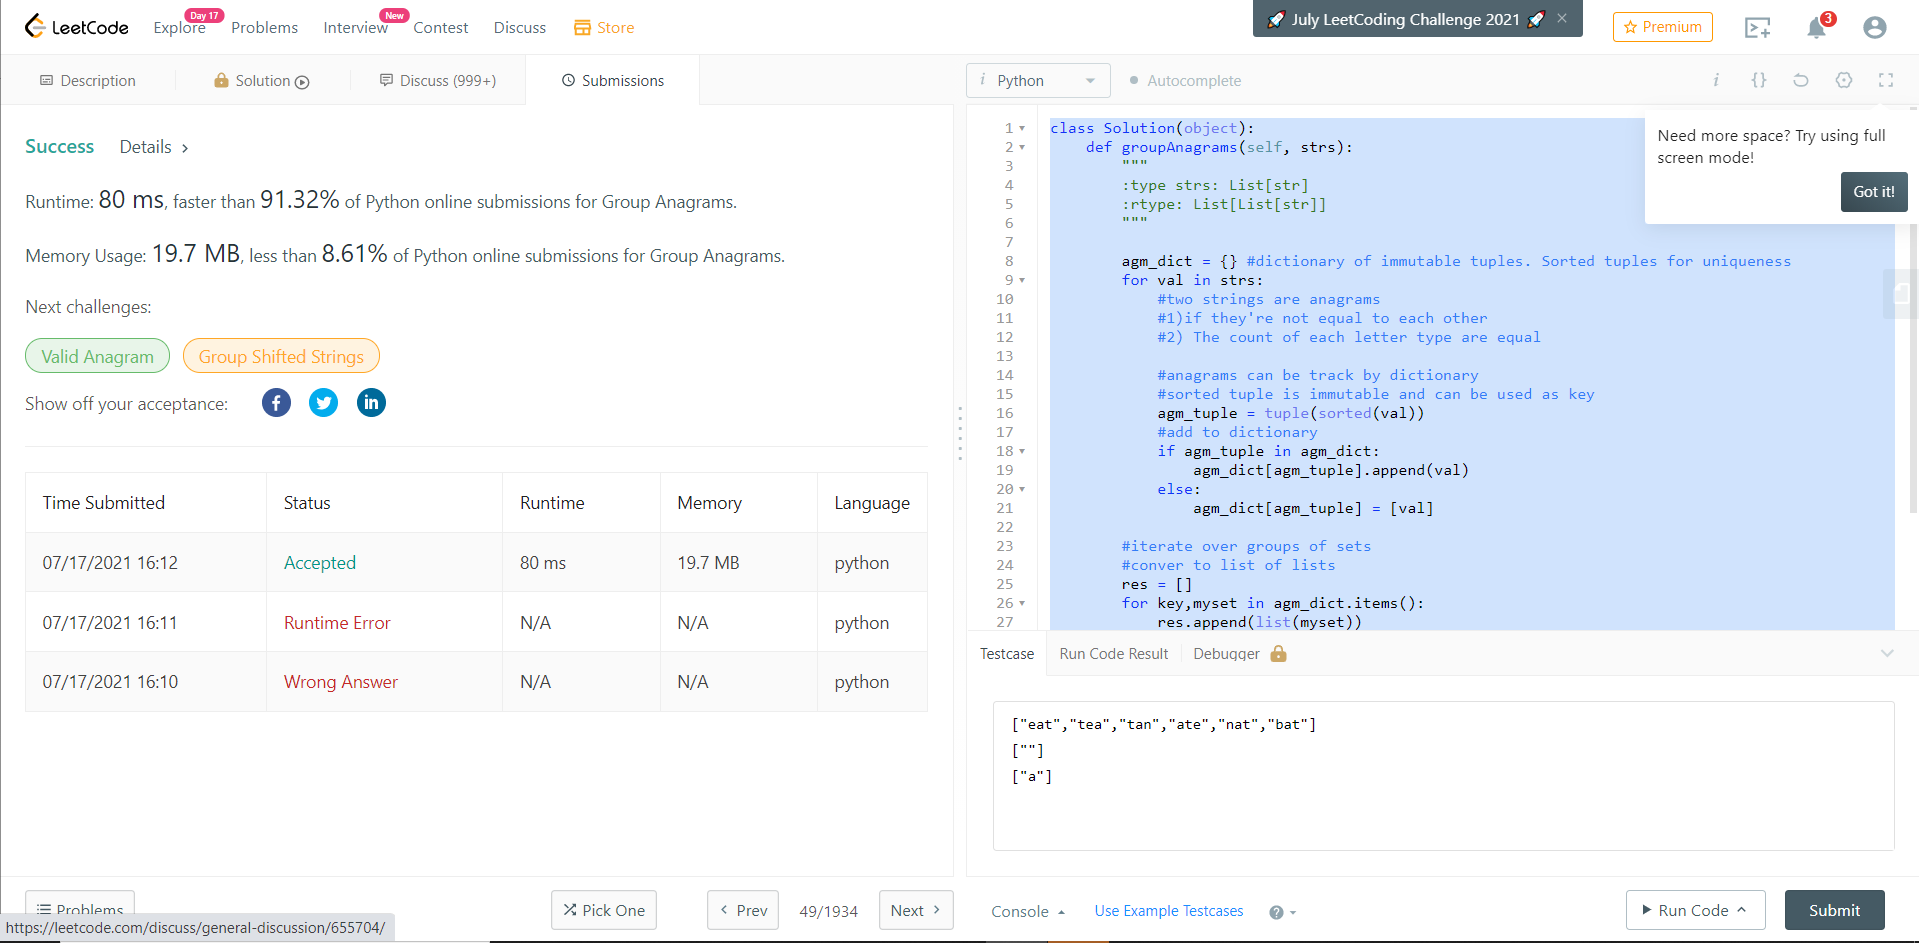 LeetCode
Explore
Day 17
Problems
Interview
New
Contest
Discuss
Store
🚀 July LeetCoding Challenge 2021 🚀 ×
Premium
3
Description
Solution
Discuss (999+)
Submissions
i Python
Autocomplete
i {}
Success
Details >
Runtime: 80 ms, faster than 91.32% of Python online submissions for Group Anagrams.
Memory Usage: 19.7 MB, less than 8.61% of Python online submissions for Group Anagrams.
Next challenges:
Valid Anagram
Group Shifted Strings
Show off your acceptance:
Time Submitted Status Runtime Memory Language
07/17/2021 16:12 Accepted 80 ms 19.7 MB python
07/17/2021 16:11 Runtime Error N/A N/A python
07/17/2021 16:10 Wrong Answer N/A N/A python
1 class Solution(object):
2 def groupAnagrams(self, strs):
3 """
4 :type strs: List[str]
5 :rtype: List[List[str]]
6 """
7
8 agm_dict = {} #dictionary of immutable tuples. Sorted tuples for uniqueness
9 for val in strs:
10 #two strings are anagrams
11 #1)if they're not equal to each other
12 #2) The count of each letter type are equal
13
14 #anagrams can be track by dictionary
15 #sorted tuple is immutable and can be used as key
16 agm_tuple = tuple(sorted(val))
17 #add to dictionary
18 if agm_tuple in agm_dict:
19 agm_dict[agm_tuple].append(val)
20 else:
21 agm_dict[agm_tuple] = [val]
22
23 #iterate over groups of sets
24 #conver to list of lists
25 res = []
26 for key,myset in agm_dict.items():
27 res.append(list(myset))
Need more space? Try using full
screen mode!
Got it!
Testcase
Run Code Result
Debugger
["eat","tea","tan","ate","nat","bat"]
[""]
["a"]
Problems
Pick One
< Prev
49/1934
Next >
Console
Use Example Testcases
?
Run Code
Submit
https://leetcode.com/discuss/general-discussion/655704/